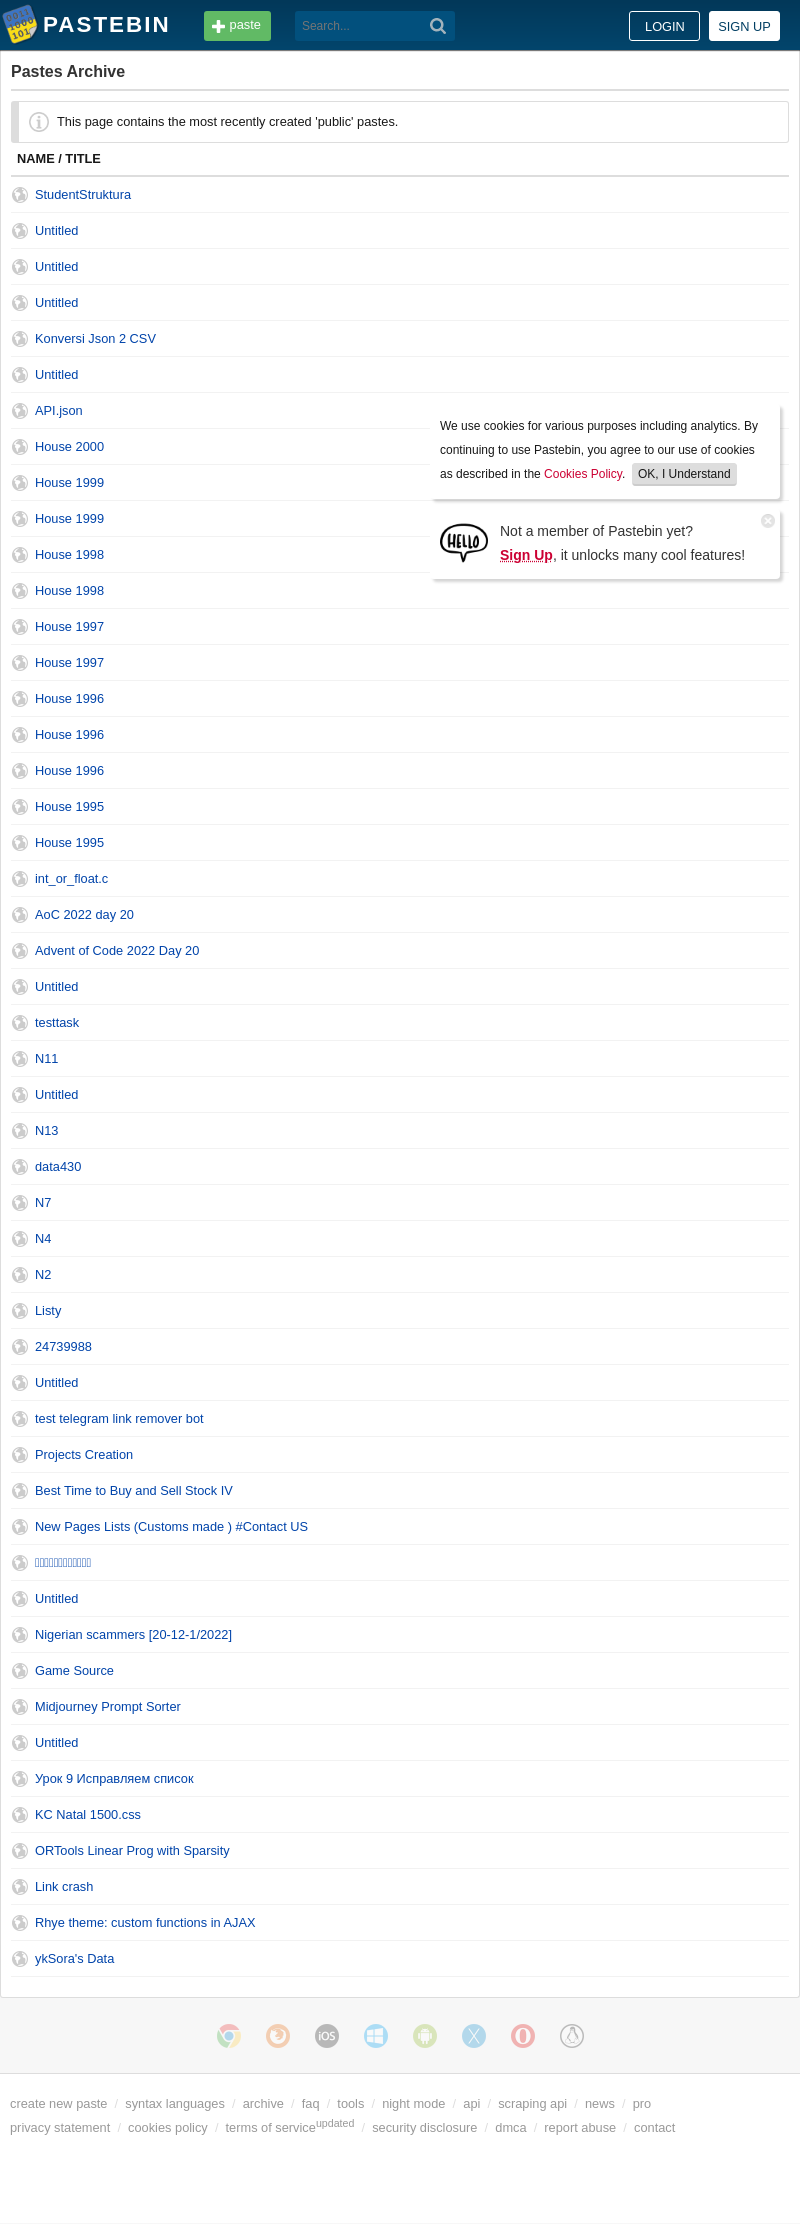 PASTEBIN
paste
Search...
LOGIN
SIGN UP
Pastes Archive
This page contains the most recently created 'public' pastes.
NAME / TITLE
StudentStruktura
Untitled
Untitled
Untitled
Konversi Json 2 CSV
Untitled
API.json
House 2000
House 1999
House 1999
House 1998
House 1998
House 1997
House 1997
House 1996
House 1996
House 1996
House 1995
House 1995
int_or_float.c
AoC 2022 day 20
Advent of Code 2022 Day 20
Untitled
testtask
N11
Untitled
N13
data430
N7
N4
N2
Listy
24739988
Untitled
test telegram link remover bot
Projects Creation
Best Time to Buy and Sell Stock IV
New Pages Lists (Customs made ) #Contact US
Untitled
Nigerian scammers [20-12-1/2022]
Game Source
Midjourney Prompt Sorter
Untitled
Урок 9 Исправляем список
KC Natal 1500.css
ORTools Linear Prog with Sparsity
Link crash
Rhye theme: custom functions in AJAX
ykSora's Data
We use cookies for various purposes including analytics. By
continuing to use Pastebin, you agree to our use of cookies
as described in the Cookies Policy. OK, I Understand
HELLO
Not a member of Pastebin yet?
Sign Up, it unlocks many cool features!
iOS
create new paste / syntax languages / archive / faq / tools / night mode / api / scraping api / news / pro
privacy statement / cookies policy / terms of serviceupdated / security disclosure / dmca / report abuse / contact